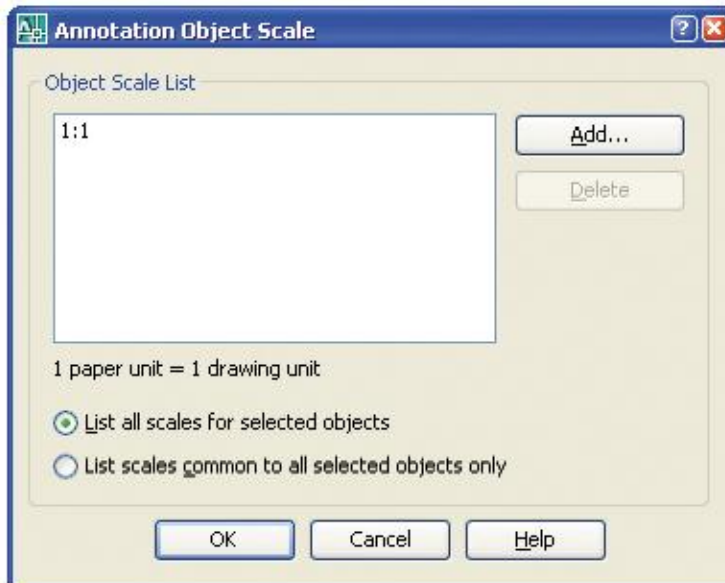 Annotation Object Scale
Object Scale List
1:1
Add...
Delete
1 paper unit = 1 drawing unit
List all scales for selected objects
List scales common to all selected objects only
OK
Cancel
Help